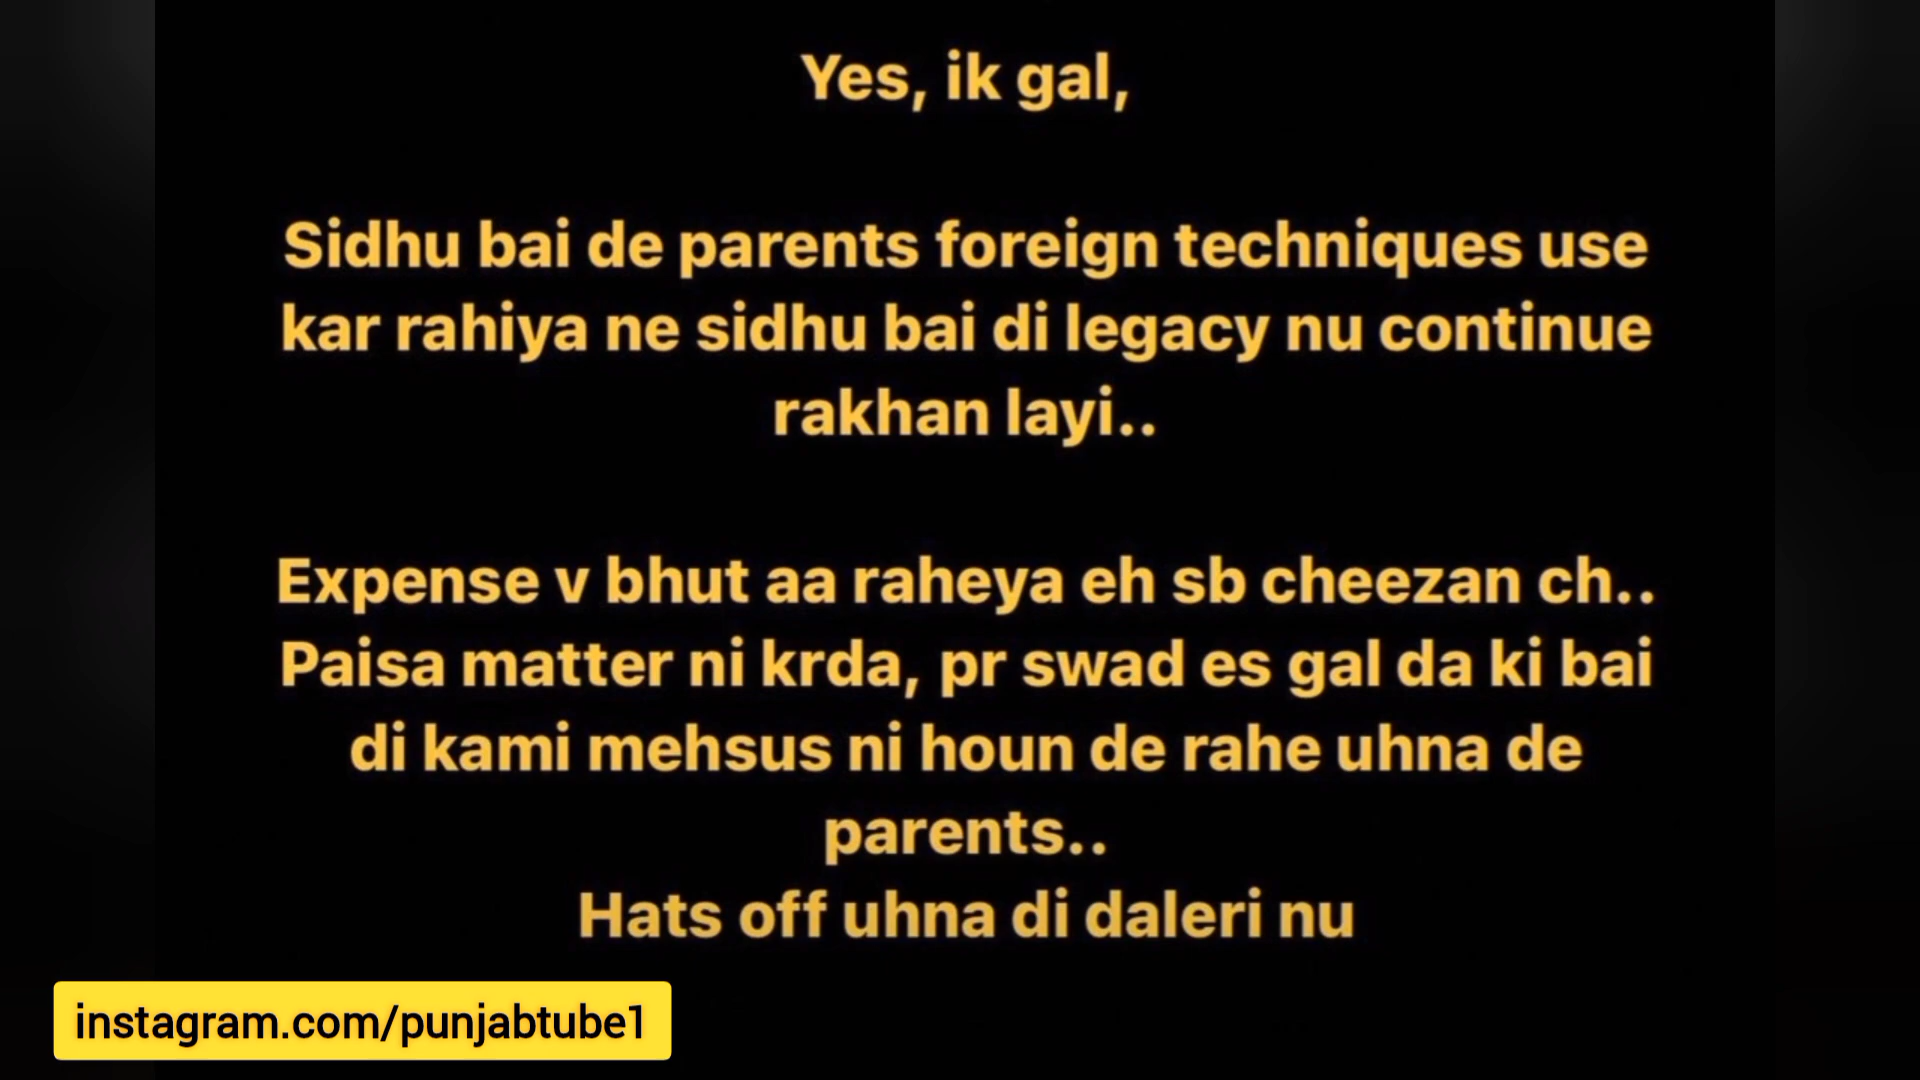 Yes, ik gal,
Sidhu bai de parents foreign techniques use
kar rahiya ne sidhu bai di legacy nu continue
rakhan layi..
Expense v bhut aa raheya eh sb cheezan ch..
Paisa matter ni krda, pr swad es gal da ki bai
di kami mehsus ni houn de rahe uhna de
parents..
Hats off uhna di daleri nu
instagram.com/punjabtube1